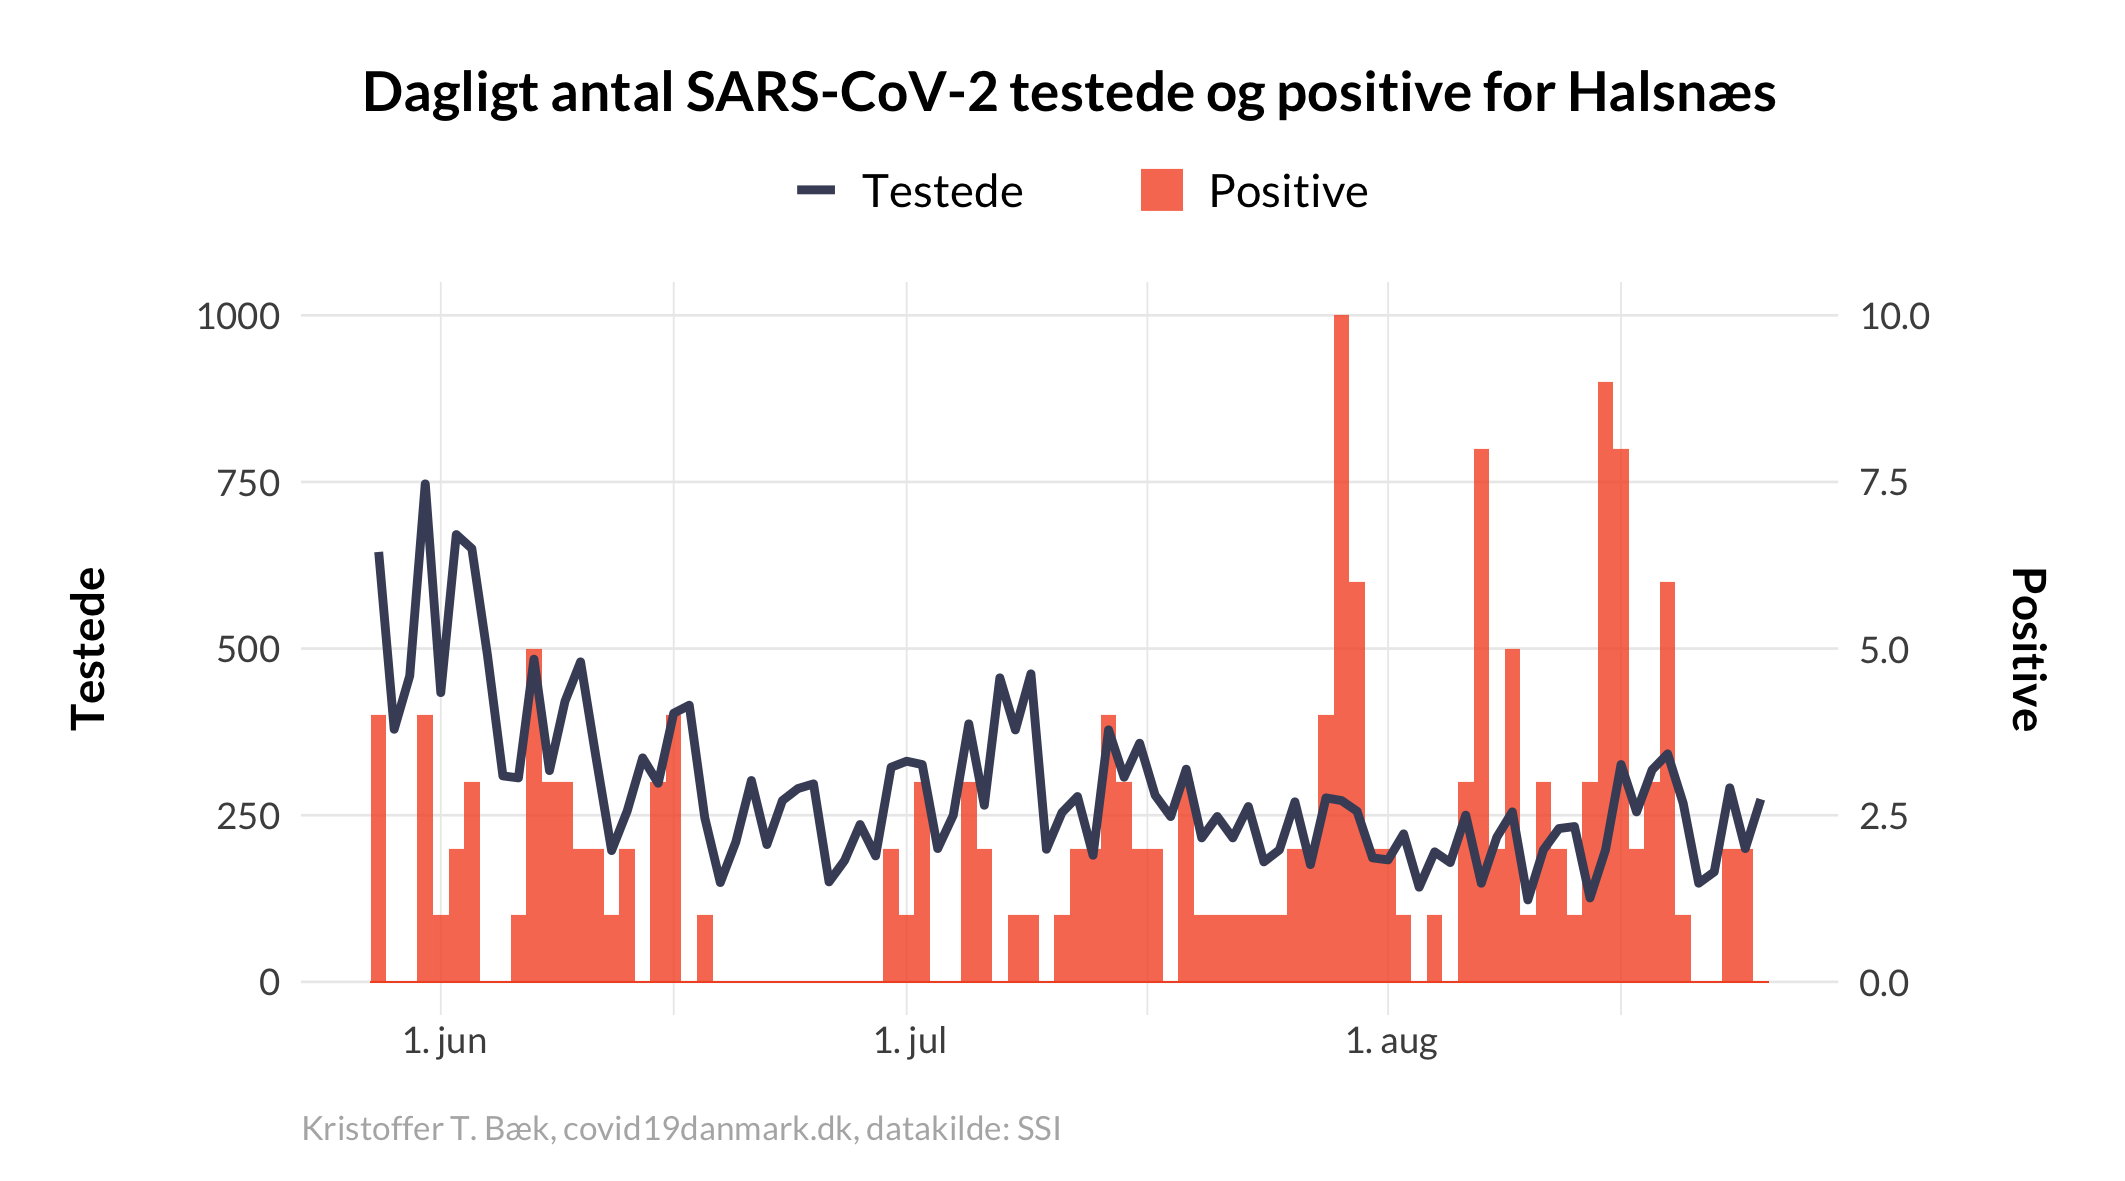 Dagligt antal SARS-CoV-2 testede og positive for Halsnæs
Testede
Positive
1000
750
500
250
0
Testede
10.0
7.5
5.0
2.5
0.0
Positive
1. jun
1. jul
1. aug
Kristoffer T. Bæk, covid19danmark.dk, datakilde: SSI